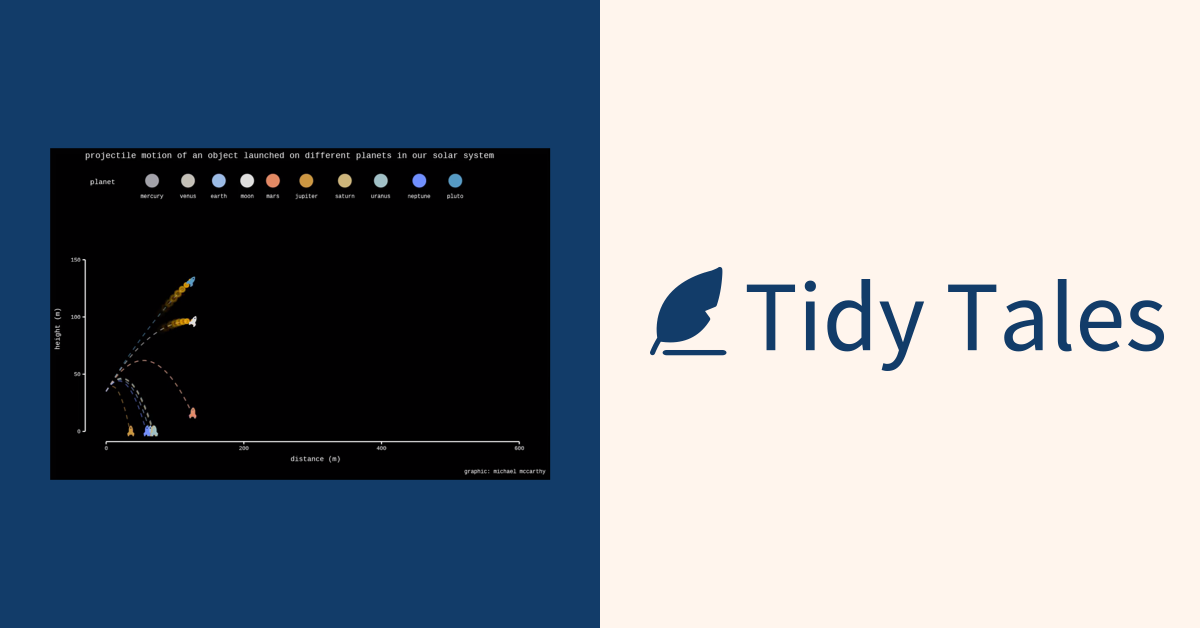 projectile motion of an object launched on different planets in our solar system
planet
mercury venus earth moon mars jupiter saturn uranus neptune pluto
150
100
50
0
height (m)
0 200 400 600
distance (m)
graphic: michael mccarthy
Tidy Tales